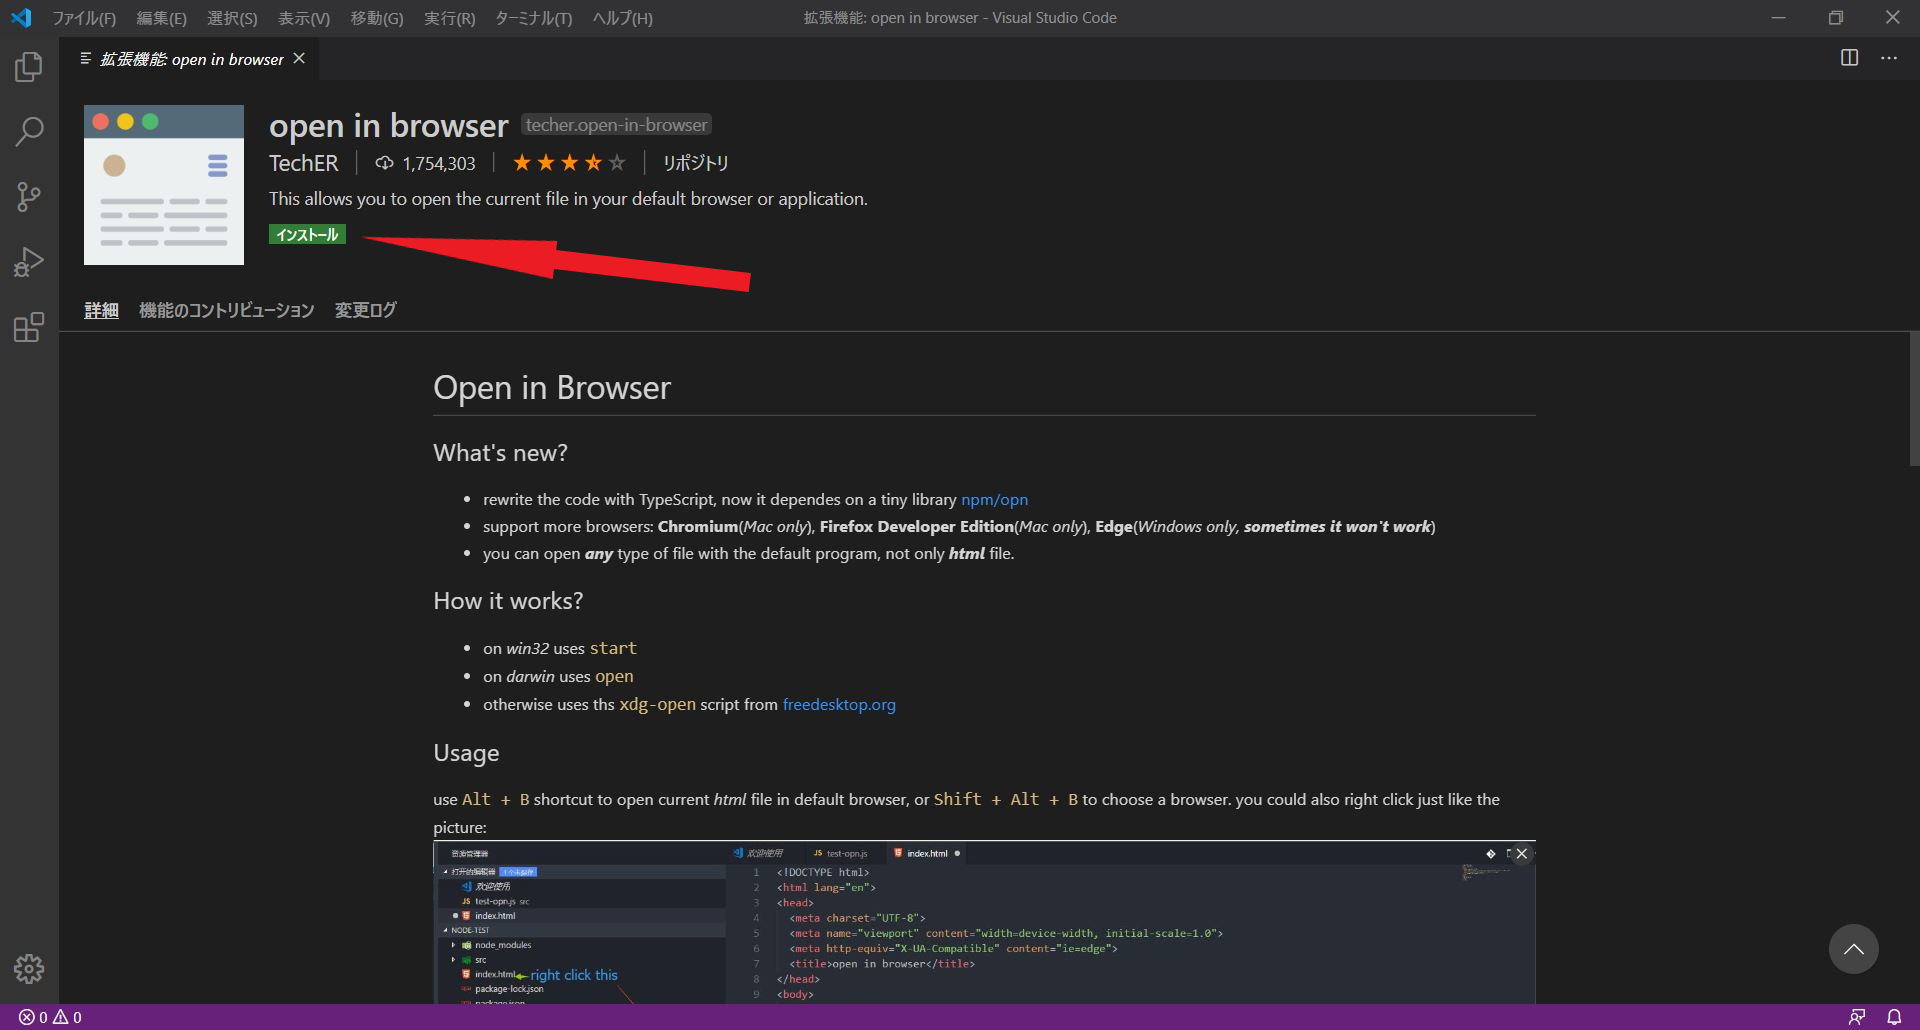 ファイル(F) 編集(E) 選択(S) 表示(V) 移動(G) 実行(R) ターミナル(T) ヘルプ(H) 拡張機能: open in browser - Visual Studio Code
拡張機能: open in browser
open in browser techer.open-in-browser
TechER 1,754,303 リポジトリ
This allows you to open the current file in your default browser or application.
インストール
詳細 機能のコントリビューション 変更ログ
Open in Browser
What's new?
rewrite the code with TypeScript, now it dependes on a tiny library npm/opn
support more browsers: Chromium(Mac only), Firefox Developer Edition(Mac only), Edge(Windows only, sometimes it won't work)
you can open any type of file with the default program, not only html file.
How it works?
on win32 uses start
on darwin uses open
otherwise uses ths xdg-open script from freedesktop.org
Usage
use Alt + B shortcut to open current html file in default browser, or Shift + Alt + B to choose a browser. you could also right click just like the
picture:
资源管理器 欢迎使用 JS test-opn.js index.html
打开的编辑器 1 个未保存
欢迎使用
JS test-opn.js src
index.html
NODE-TEST
node_modules
src
index.html right click this
package-lock.json
package.json
1 <!DOCTYPE html>
2 <html lang="en">
3 <head>
4 <meta charset="UTF-8">
5 <meta name="viewport" content="width=device-width, initial-scale=1.0">
6 <meta http-equiv="X-UA-Compatible" content="ie=edge">
7 <title>open in browser</title>
8 </head>
9 <body>
0 0